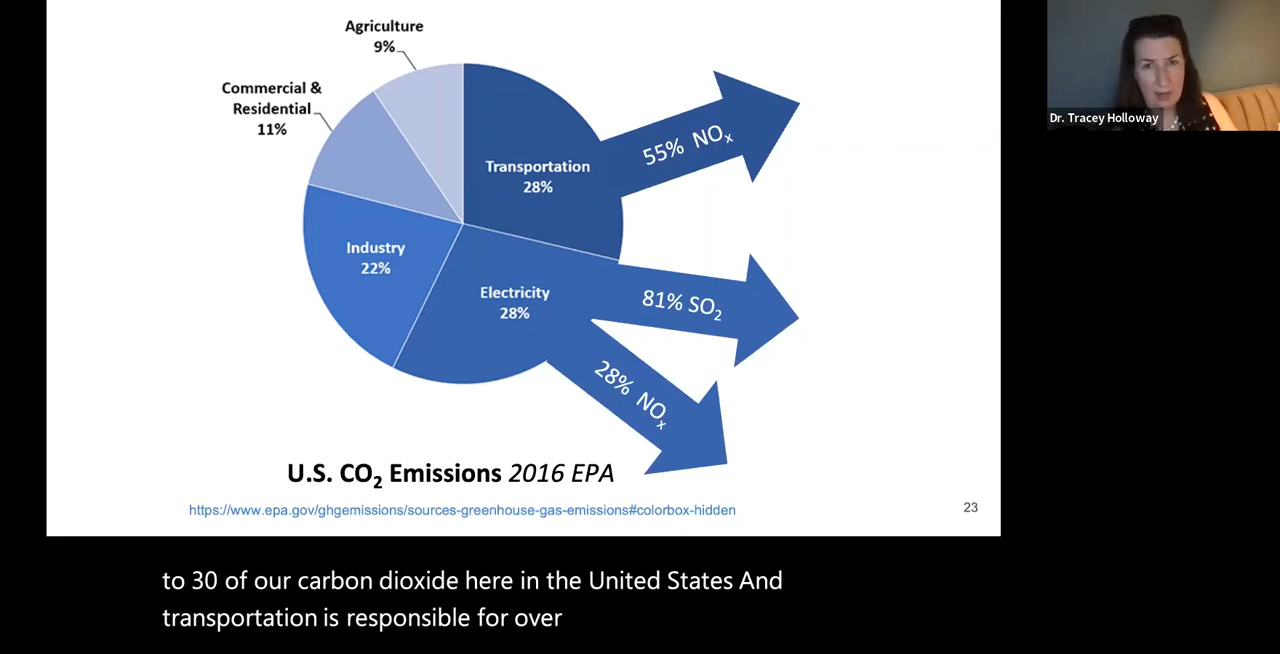 Agriculture
9%
Commercial &
Residential
11%
Transportation
28%
55% NOx
Industry
22%
Electricity
28%
81% SO2
28% NOx
U.S. CO2 Emissions 2016 EPA
https://www.epa.gov/ghgemissions/sources-greenhouse-gas-emissions#colorbox-hidden
23
Dr. Tracey Holloway
to 30 of our carbon dioxide here in the United States And
transportation is responsible for over